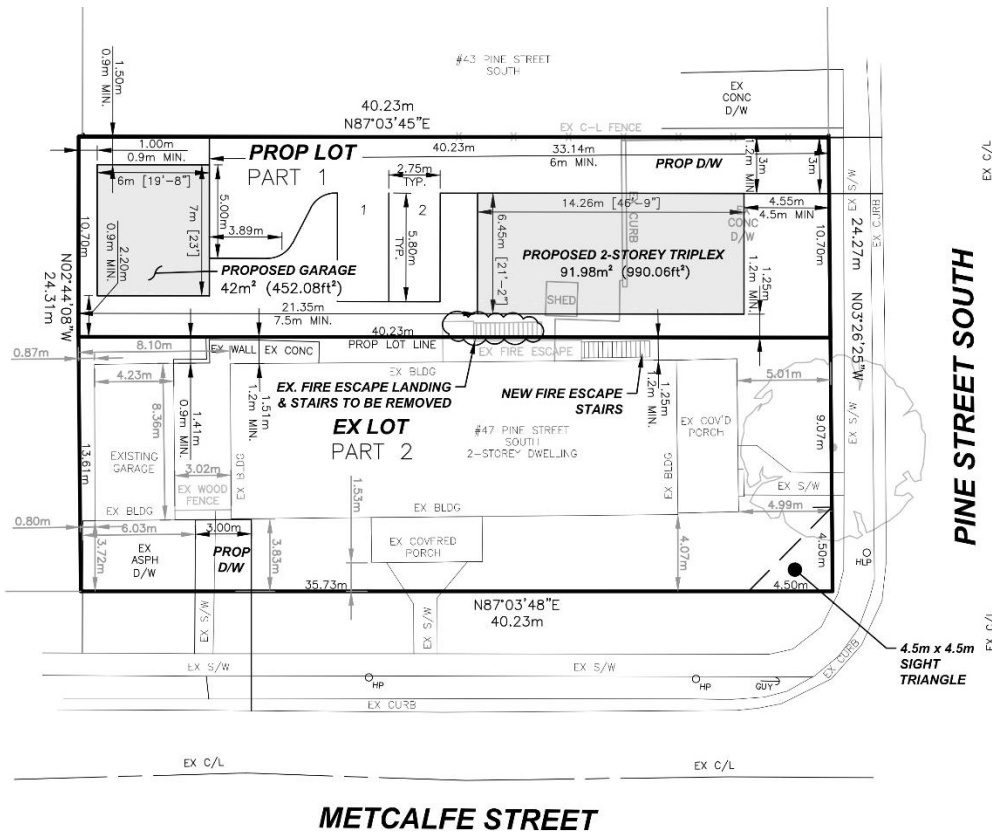 #43 PINE STREET
SOUTH
EX
CONC
D/W
40.23m
N87°03'45"E
EX C-L FENCE
1.50m
0.9m MIN.
1.00m
0.9m MIN.
PROP LOT
PART 1
40.23m
33.14m
6m MIN.
PROP D/W
1.2m MIN.
3m
3m
6m [19'-8"]
7m [23']
5.00m
3.89m
2.75m
TYP.
1
2
5.80m
TYP.
14.26m [46'-9"]
6.45m [21'-2"]
EX CURB
EX
CONC
D/W
4.55m
4.5m MIN
10.70m
PROPOSED 2-STOREY TRIPLEX
91.98m² (990.06ft²)
SHED
1.25m
1.2m MIN.
10.70m
0.9m MIN.
2.20m
PROPOSED GARAGE
42m² (452.08ft²)
21.35m
7.5m MIN.
N02°44'08"W
24.31m
40.23m
PROP LOT LINE
0.87m
8.10m
EX WALL
EX CONC
EX BLDG
EX FIRE ESCAPE
EX. FIRE ESCAPE LANDING
& STAIRS TO BE REMOVED
NEW FIRE ESCAPE
STAIRS
1.25m
1.2m MIN.
4.23m
8.36m
1.41m
0.9m MIN.
1.51m
1.2m MIN.
EX LOT
PART 2
#47 PINE STREET
SOUTH
2-STOREY DWELLING
EX COV'D
PORCH
5.01m
9.07m
13.61m
EXISTING
GARAGE
3.02m
EX WOOD
FENCE
EX BLDG
EX BLDG
EX BLDG
EX BLDG
1.53m
EX S/W
4.99m
0.80m
6.03m
3.00m
3.72m
EX
ASPH
D/W
PROP
D/W
3.83m
EX COVERED
PORCH
4.07m
4.50m
4.50m
35.73m
N87°03'48"E
40.23m
EX S/W
EX S/W
EX S/W
EX S/W
HP
HP
GUY
HLP
EX CURB
EX CURB
4.5m x 4.5m
SIGHT
TRIANGLE
EX S/W
24.27m N03°26'25"W
EX S/W
EX CURB
EX C/L
EX C/L
PINE STREET SOUTH
EX C/L
EX C/L
METCALFE STREET